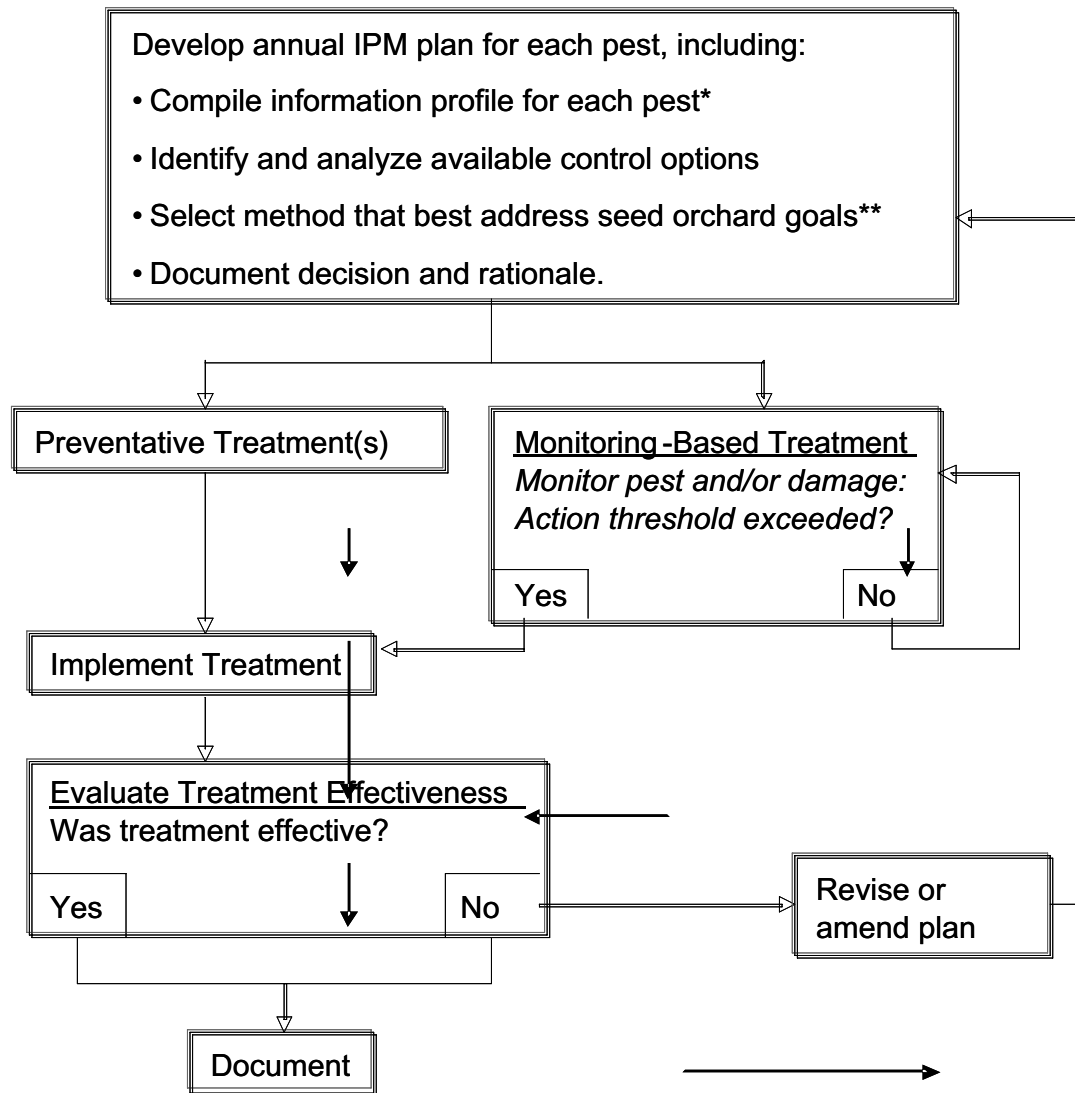 Develop annual IPM plan for each pest, including:
• Compile information profile for each pest*
• Identify and analyze available control options
• Select method that best address seed orchard goals**
• Document decision and rationale.
Preventative Treatment(s)
Monitoring-Based Treatment
Monitor pest and/or damage:
Action threshold exceeded?
Yes
No
Implement Treatment
Evaluate Treatment Effectiveness
Was treatment effective?
Yes
No
Revise or
amend plan
Document